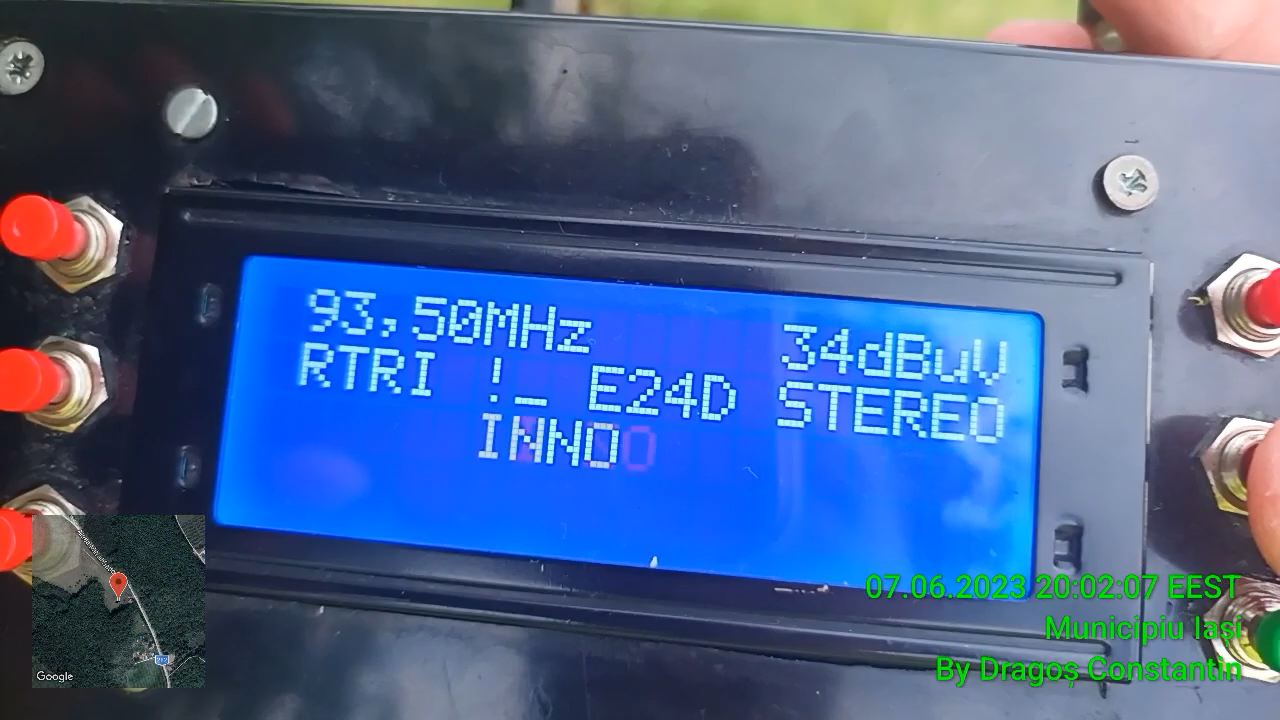 93,50MHz 34dBuV
RTRI !_ E24D STEREO
INNO
07.06.2023 20:02:07 EEST
Municipiu Iași
By Dragoș Constantin
Google